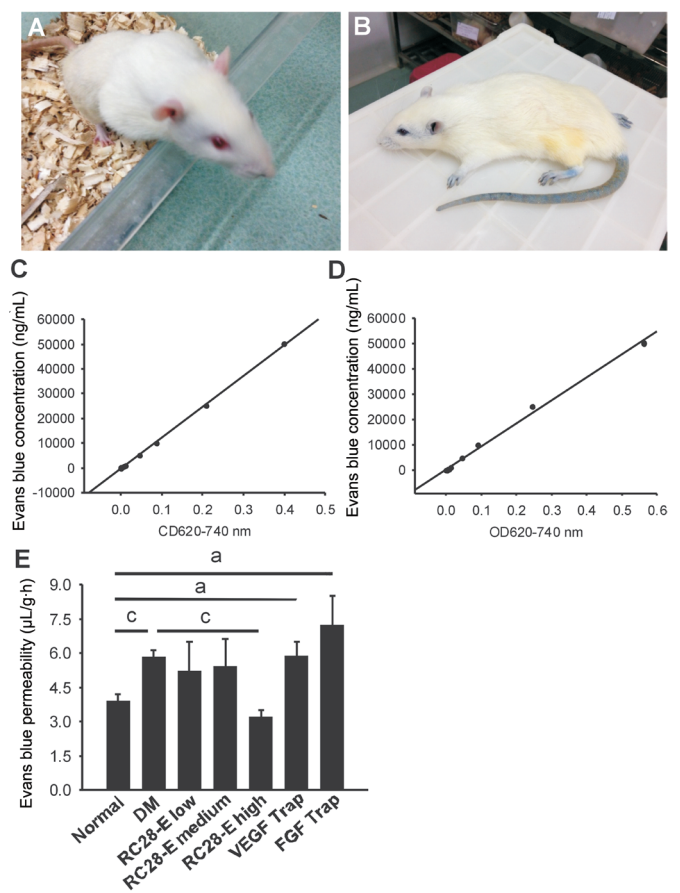 A
B
C
D
Evans blue concentration (ng/mL)
60000
50000
40000
30000
20000
10000
0
-10000
0.0 0.1 0.2 0.3 0.4 0.5
CD620-740 nm
Evans blue concentration (ng/mL)
60000
50000
40000
30000
20000
10000
0
0.0 0.1 0.2 0.3 0.4 0.5 0.6
OD620-740 nm
E
Evans blue permeability (µL/g·h)
9.0
7.5
6.0
4.5
3.0
1.5
0.0
a
a
c
c
Normal
DM
RC28-E low
RC28-E medium
RC28-E high
VEGF Trap
FGF Trap